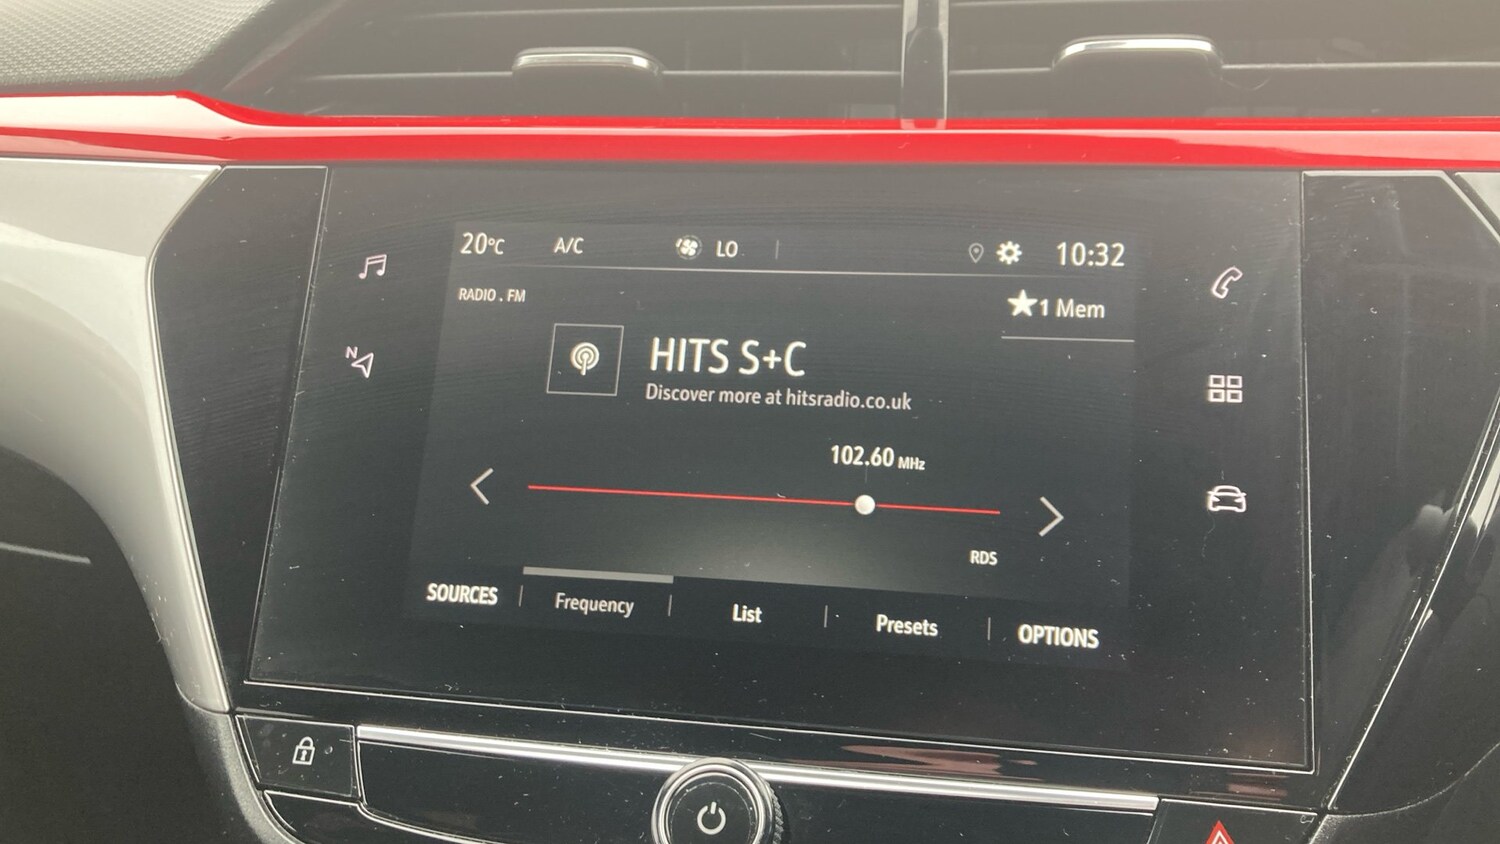 20°C A/C LO 10:32
RADIO . FM
★1 Mem
HITS S+C
Discover more at hitsradio.co.uk
N
102.60 MHz
RDS
SOURCES Frequency List Presets OPTIONS